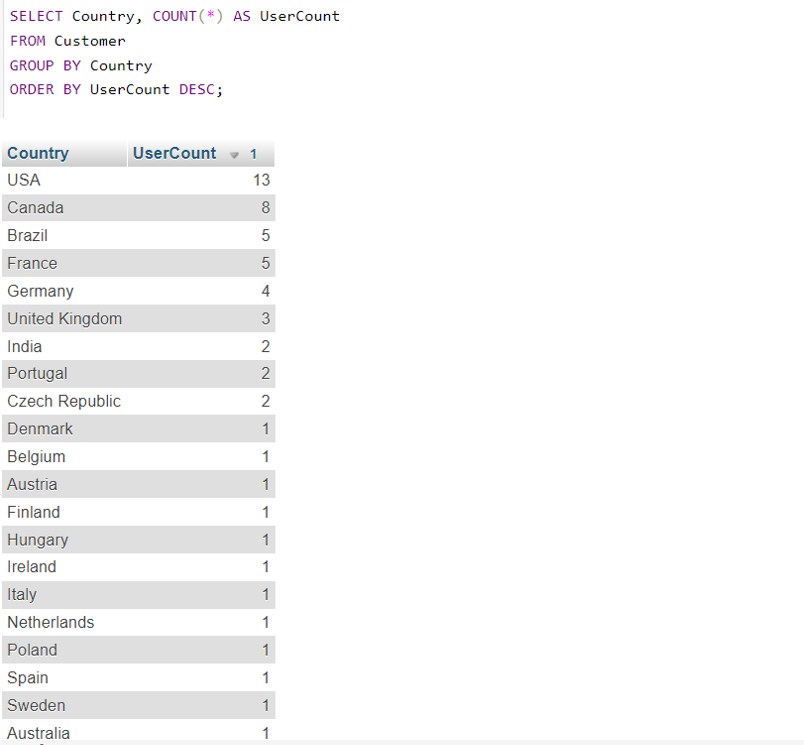 SELECT Country, COUNT(*) AS UserCount
FROM Customer
GROUP BY Country
ORDER BY UserCount DESC;
Country UserCount 1
USA 13
Canada 8
Brazil 5
France 5
Germany 4
United Kingdom 3
India 2
Portugal 2
Czech Republic 2
Denmark 1
Belgium 1
Austria 1
Finland 1
Hungary 1
Ireland 1
Italy 1
Netherlands 1
Poland 1
Spain 1
Sweden 1
Australia 1